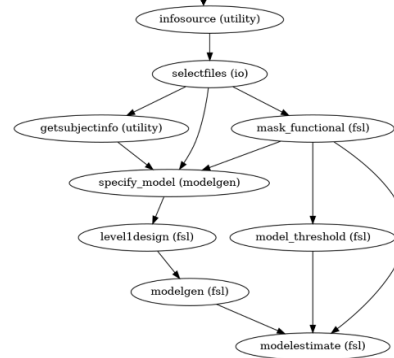 infosource (utility)
selectfiles (io)
getsubjectinfo (utility)
mask_functional (fsl)
specify_model (modelgen)
level1design (fsl)
model_threshold (fsl)
modelgen (fsl)
modelestimate (fsl)